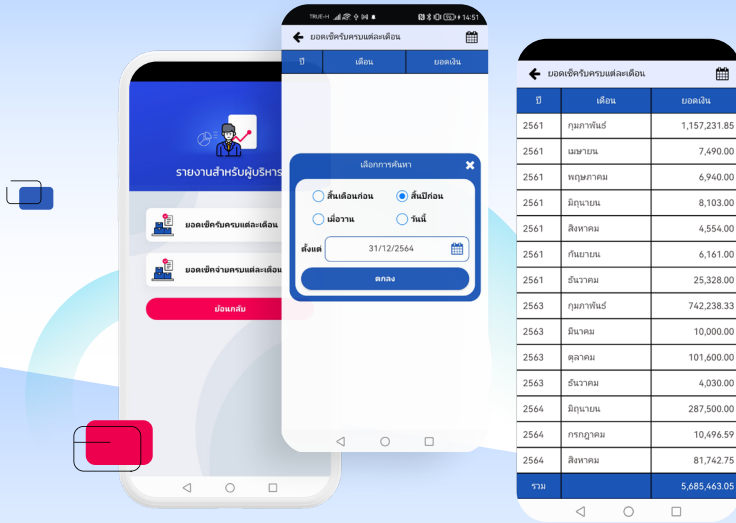 รายงานสำหรับผู้บริหาร
ยอดเช็ครับครบแต่ละเดือน
ยอดเช็คจ่ายครบแต่ละเดือน
ย้อนกลับ
TRUE-H
14:51
ยอดเช็ครับครบแต่ละเดือน
ปี เดือน ยอดเงิน
เลือกการค้นหา
สิ้นเดือนก่อน สิ้นปีก่อน
เมื่อวาน วันนี้
ตั้งแต่ 31/12/2564
ตกลง
ยอดเช็ครับครบแต่ละเดือน
ปี เดือน ยอดเงิน
2561 กุมภาพันธ์ 1,157,231.85
2561 เมษายน 7,490.00
2561 พฤษภาคม 6,940.00
2561 มิถุนายน 8,103.00
2561 สิงหาคม 4,554.00
2561 กันยายน 6,161.00
2561 ธันวาคม 25,328.00
2563 กุมภาพันธ์ 742,238.33
2563 มีนาคม 10,000.00
2563 ตุลาคม 101,600.00
2563 ธันวาคม 4,030.00
2564 มิถุนายน 287,500.00
2564 กรกฎาคม 10,496.59
2564 สิงหาคม 81,742.75
รวม 5,685,463.05